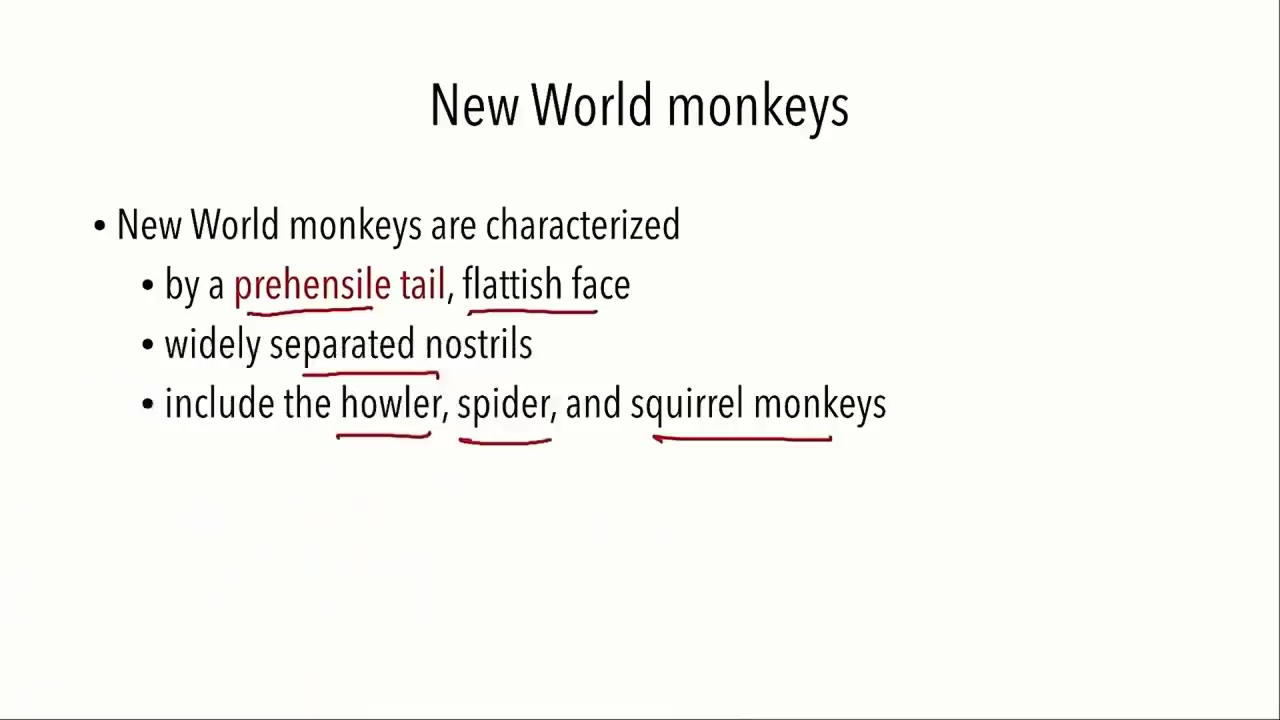 New World monkeys
• New World monkeys are characterized
• by a prehensile tail, flattish face
• widely separated nostrils
• include the howler, spider, and squirrel monkeys